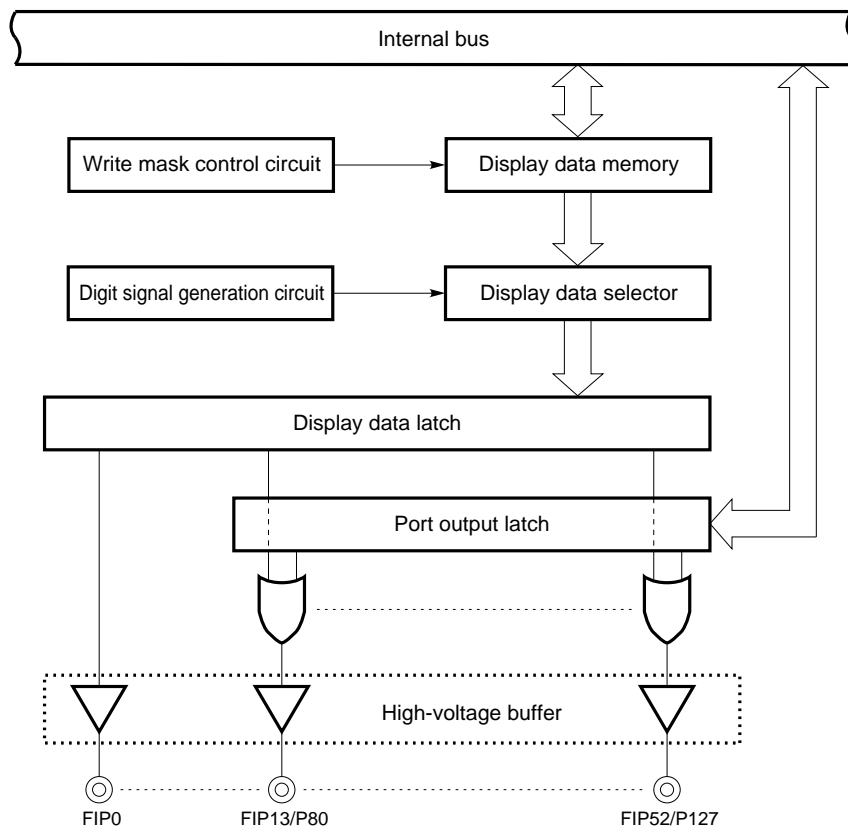 Internal bus
Write mask control circuit
Display data memory
Digit signal generation circuit
Display data selector
Display data latch
Port output latch
High-voltage buffer
FIP0
FIP13/P80
FIP52/P127